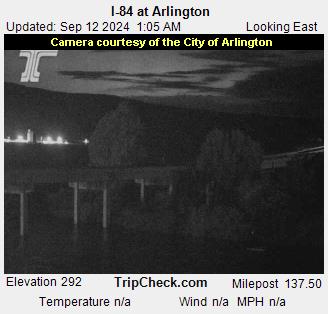 I-84 at Arlington
Updated: Sep 12 2024 1:05 AM Looking East
Camera courtesy of the City of Arlington
Elevation 292 TripCheck.com Milepost 137.50
Temperature n/a Wind n/a MPH n/a